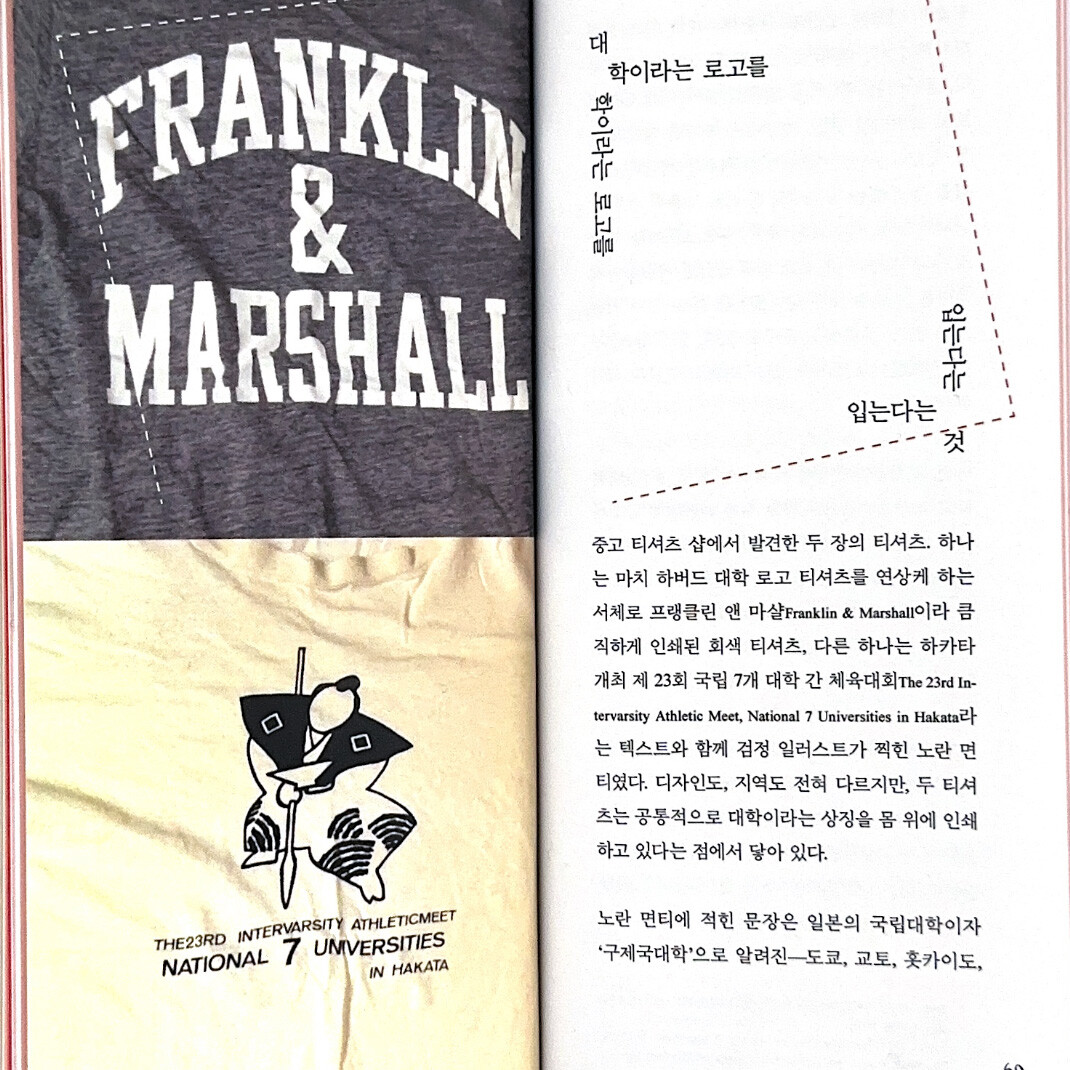 FRANKLIN
&
MARSHALL
THE23RD INTERVARSITY ATHLETICMEET
NATIONAL 7 UNIVERSITIES
IN HAKATA
대
학이라는 로고를
학이라는 로고를
입는다는
입는다는
것
중고 티셔츠 샵에서 발견한 두 장의 티셔츠. 하나
는 마치 하버드 대학 로고 티셔츠를 연상케 하는
서체로 프랭클린 앤 마샬Franklin & Marshall이라 큼
직하게 인쇄된 회색 티셔츠, 다른 하나는 하카타
개최 제 23회 국립 7개 대학 간 체육대회The 23rd In-
tervarsity Athletic Meet, National 7 Universities in Hakata라
는 텍스트와 함께 검정 일러스트가 찍힌 노란 면
티였다. 디자인도, 지역도 전혀 다르지만, 두 티셔
츠는 공통적으로 대학이라는 상징을 몸 위에 인쇄
하고 있다는 점에서 닿아 있다.
노란 면티에 적힌 문장은 일본의 국립대학이자
‘구제국대학’으로 알려진—도쿄, 교토, 홋카이도,